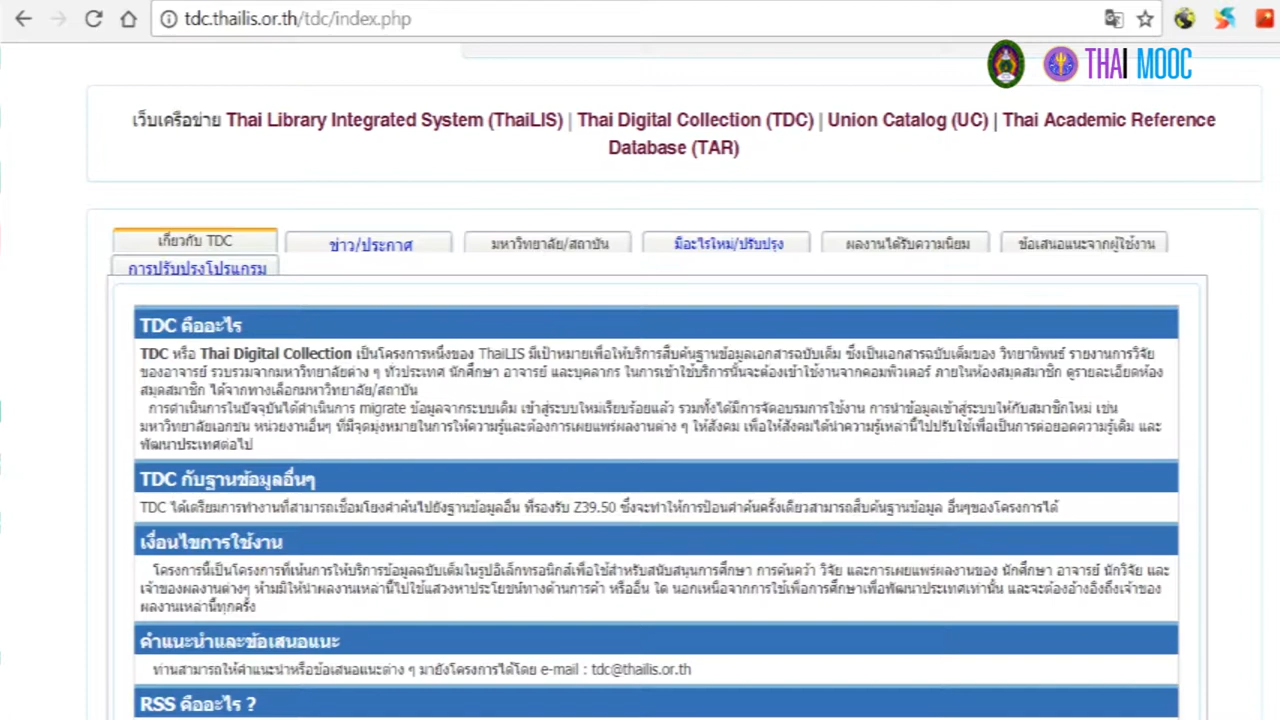 tdc.thailis.or.th/tdc/index.php
THAI MOOC
เว็บเครือข่าย Thai Library Integrated System (ThaiLIS) | Thai Digital Collection (TDC) | Union Catalog (UC) | Thai Academic Reference
Database (TAR)
เกี่ยวกับ TDC ข่าว/ประกาศ มหาวิทยาลัย/สถาบัน มีอะไรใหม่/ปรับปรุง ผลงานได้รับความนิยม ข้อเสนอแนะจากผู้ใช้งาน
การปรับปรุงโปรแกรม
TDC คืออะไร
TDC หรือ Thai Digital Collection เป็นโครงการหนึ่งของ ThaiLIS มีเป้าหมายเพื่อให้บริการสืบค้นฐานข้อมูลเอกสารฉบับเต็ม ซึ่งเป็นเอกสารฉบับเต็มของ วิทยานิพนธ์ รายงานการวิจัย
ของอาจารย์ รวบรวมจากมหาวิทยาลัยต่าง ๆ ทั่วประเทศ นักศึกษา อาจารย์ และบุคลากร ในการเข้าใช้บริการนั้นจะต้องเข้าใช้งานจากคอมพิวเตอร์ ภายในห้องสมุดสมาชิก ดูรายละเอียดห้อง
สมุดสมาชิก ได้จากทางเลือกมหาวิทยาลัย/สถาบัน
การดำเนินการในปัจจุบันได้ดำเนินการ migrate ข้อมูลจากระบบเดิม เข้าสู่ระบบใหม่เรียบร้อยแล้ว รวมทั้งได้มีการจัดอบรมการใช้งาน การนำข้อมูลเข้าสู่ระบบให้กับสมาชิกใหม่ เช่น
มหาวิทยาลัยเอกชน หน่วยงานอื่นๆ ที่มีจุดมุ่งหมายในการให้ความรู้และต้องการเผยแพร่ผลงานต่าง ๆ ให้สังคม เพื่อให้สังคมได้นำความรู้เหล่านี้ไปปรับใช้เพื่อเป็นการต่อยอดความรู้เดิม และ
พัฒนาประเทศต่อไป
TDC กับฐานข้อมูลอื่นๆ
TDC ได้เตรียมการทำงานที่สามารถเชื่อมโยงคำค้นไปยังฐานข้อมูลอื่น ที่รองรับ Z39.50 ซึ่งจะทำให้การป้อนคำค้นครั้งเดียวสามารถสืบค้นฐานข้อมูล อื่นๆของโครงการได้
เงื่อนไขการใช้งาน
โครงการนี้เป็นโครงการที่เน้นการให้บริการข้อมูลฉบับเต็มในรูปอิเล็กทรอนิกส์เพื่อใช้สำหรับสนับสนุนการศึกษา การค้นคว้า วิจัย และการเผยแพร่ผลงานของ นักศึกษา อาจารย์ นักวิจัย และ
เจ้าของผลงานต่างๆ ห้ามมิให้นำผลงานเหล่านี้ไปใช้แสวงหาประโยชน์ทางด้านการค้า หรืออื่น ใด นอกเหนือจากการใช้เพื่อการศึกษาเพื่อพัฒนาประเทศเท่านั้น และจะต้องอ้างอิงถึงเจ้าของ
ผลงานเหล่านี้ทุกครั้ง
คำแนะนำและข้อเสนอแนะ
ท่านสามารถให้คำแนะนำหรือข้อเสนอแนะต่าง ๆ มายังโครงการได้โดย e-mail : tdc@thailis.or.th
RSS คืออะไร ?